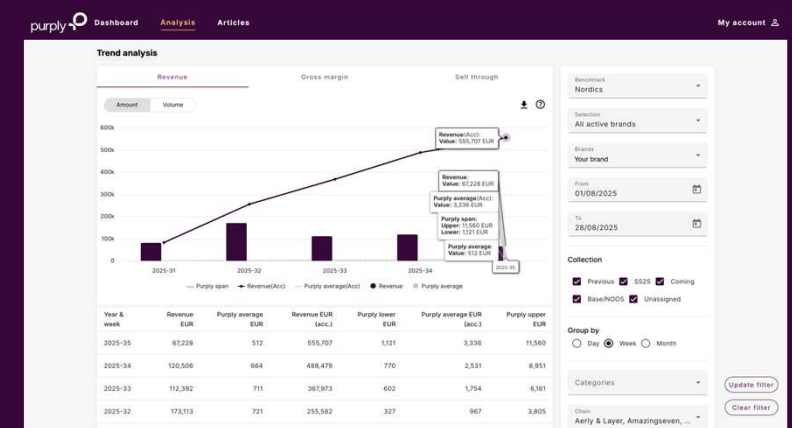 purply
Dashboard
Analysis
Articles
My account
Trend analysis
Revenue
Gross margin
Sell through
Amount
Volume
600k
500k
400k
300k
200k
100k
0
Revenue(Acc):
Value: 555,707 EUR
Revenue:
Value: 67,228 EUR
Purply average(Acc):
Value: 3,336 EUR
Purply span:
Upper: 11,560 EUR
Lower: 1,121 EUR
Purply average:
Value: 512 EUR
2025-31
2025-32
2025-33
2025-34
2025-35
Purply span
Revenue(Acc)
Purply average(Acc)
Revenue
Purply average
Year & week
Revenue EUR
Purply average EUR
Revenue EUR (acc.)
Purply lower EUR
Purply average EUR (acc.)
Purply upper EUR
2025-35 67,228 512 555,707 1,121 3,336 11,560
2025-34 120,506 664 488,479 770 2,531 8,951
2025-33 112,392 711 367,973 602 1,754 6,161
2025-32 173,113 721 255,582 327 967 3,805
Benchmark
Nordics
Selection
All active brands
Brands
Your brand
From
01/08/2025
To
28/08/2025
Collection
Previous
SS25
Coming
Base/NOOS
Unassigned
Group by
Day
Week
Month
Categories
Chain
Aerly & Layer, Amazingseven, ...
Update filter
Clear filter